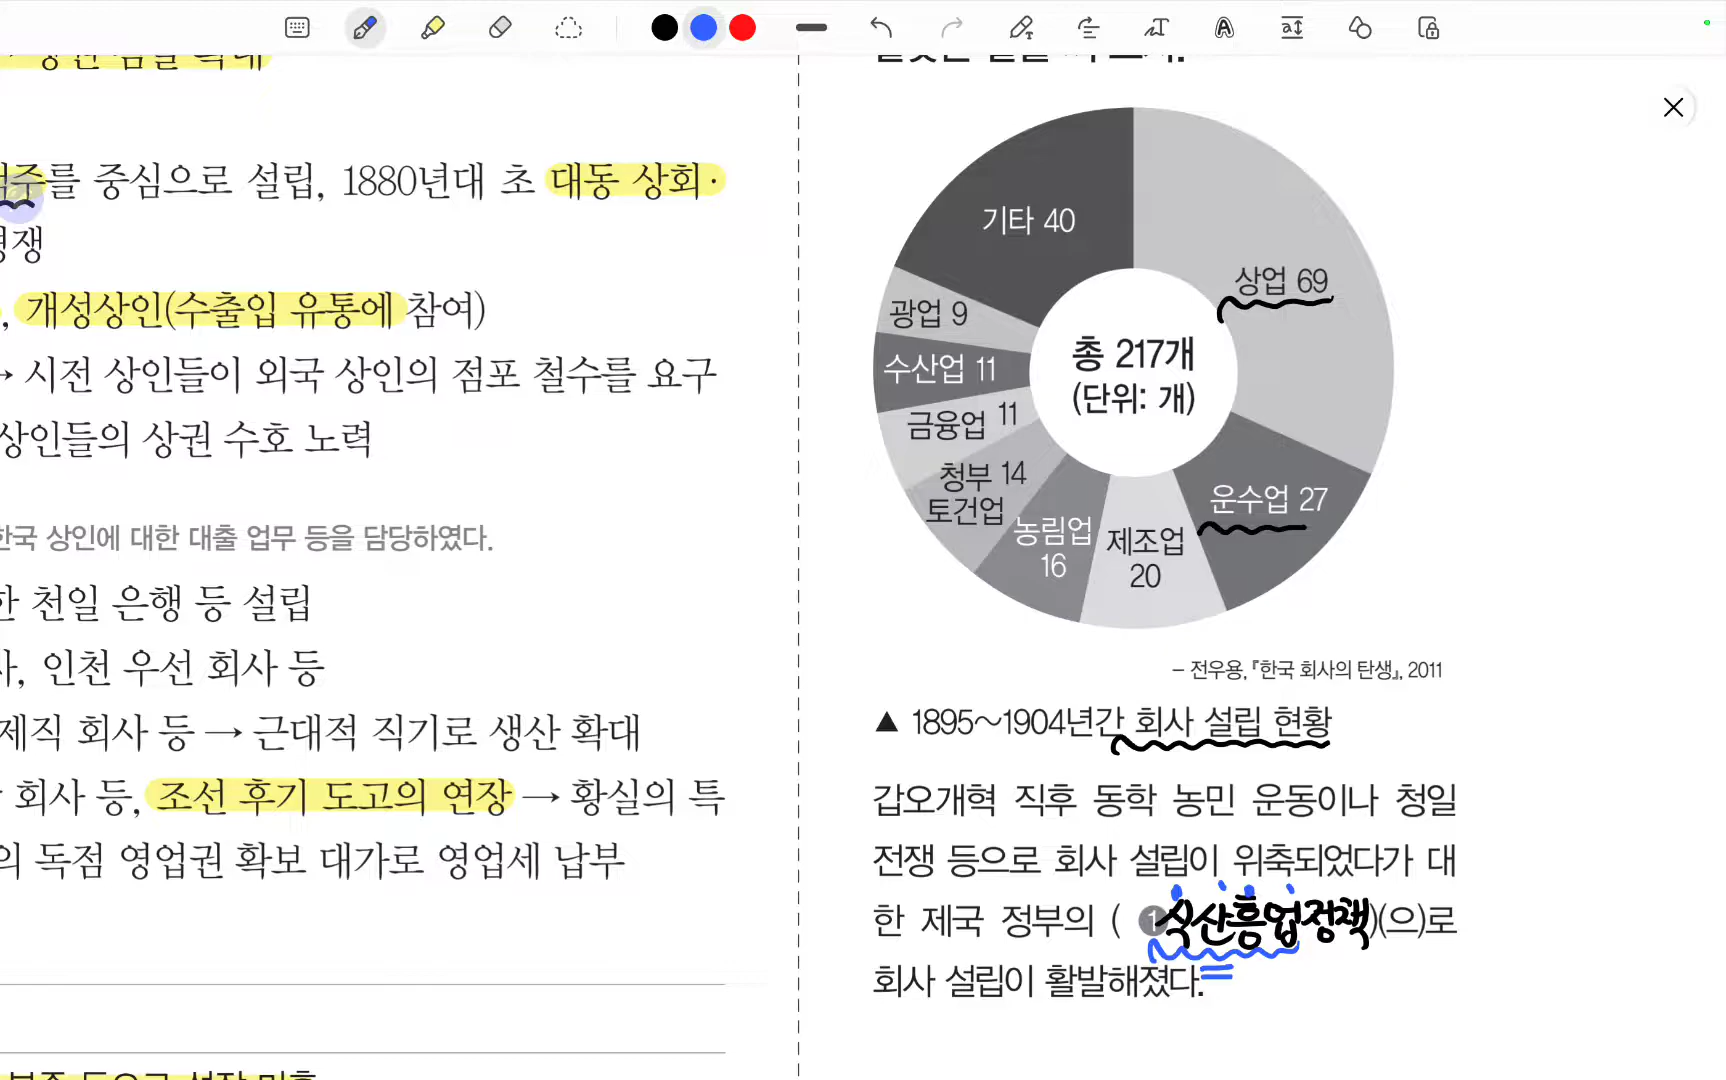 를 중심으로 설립, 1880년대 초 대동 상회·
경쟁
, 개성상인(수출입 유통에 참여)
→ 시전 상인들이 외국 상인의 점포 철수를 요구
상인들의 상권 수호 노력
한국 상인에 대한 대출 업무 등을 담당하였다.
한 천일 은행 등 설립
사, 인천 우선 회사 등
제직 회사 등 → 근대적 직기로 생산 확대
회사 등, 조선 후기 도고의 연장 → 황실의 특
의 독점 영업권 확보 대가로 영업세 납부
기타 40
상업 69
광업 9
수산업 11
금융업 11
청부 14
토건업
농림업
16
제조업
20
운수업 27
총 217개
(단위: 개)
– 전우용, 『한국 회사의 탄생』, 2011
▲ 1895~1904년간 회사 설립 현황
갑오개혁 직후 동학 농민 운동이나 청일
전쟁 등으로 회사 설립이 위축되었다가 대
한 제국 정부의 ( 1 식산흥업정책)(으)로
회사 설립이 활발해졌다.